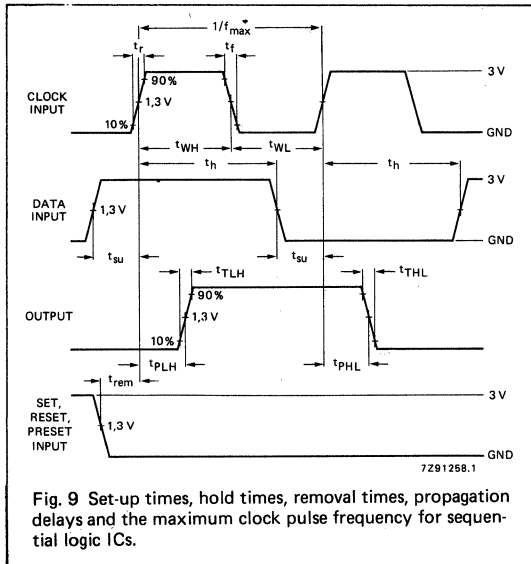 1/fmax*
tr
tf
3 V
90%
CLOCK
INPUT
1,3 V
10%
GND
tWH
tWL
th
th
3 V
DATA
INPUT
1,3 V
GND
tsu
tsu
tTLH
tTHL
90%
OUTPUT
1,3 V
10%
tPLH
tPHL
trem
3 V
SET,
RESET,
PRESET
INPUT
1,3 V
GND
7Z91258.1
Fig. 9 Set-up times, hold times, removal times, propagation
delays and the maximum clock pulse frequency for sequen-
tial logic ICs.